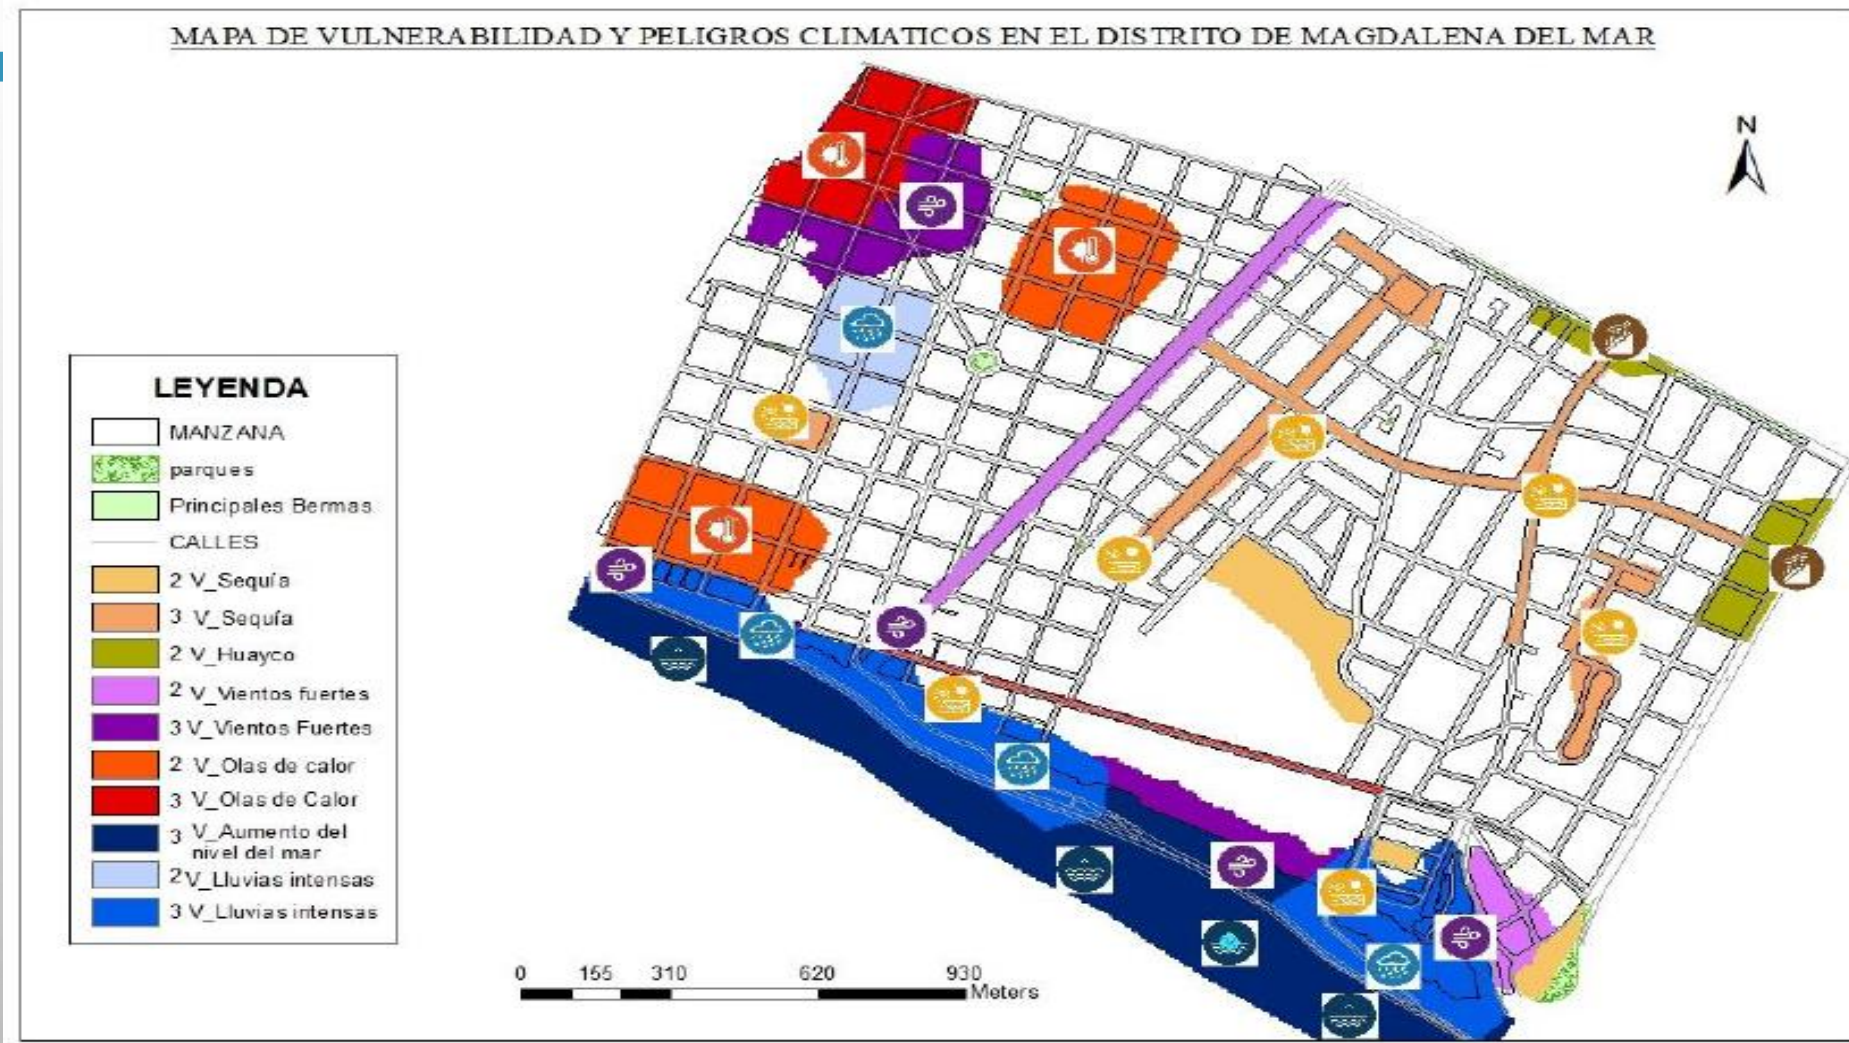 MAPA DE VULNERABILIDAD Y PELIGROS CLIMATICOS EN EL DISTRITO DE MAGDALENA DEL MAR
N
LEYENDA
MANZANA
parques
Principales Bermas
CALLES
2 V_Sequía
3 V_Sequía
2 V_Huayco
2 V_Vientos fuertes
3 V_Vientos Fuertes
2 V_Olas de calor
3 V_Olas de Calor
3 V_Aumento del
nivel del mar
2 V_Lluvias intensas
3 V_Lluvias intensas
0 155 310 620 930
Meters